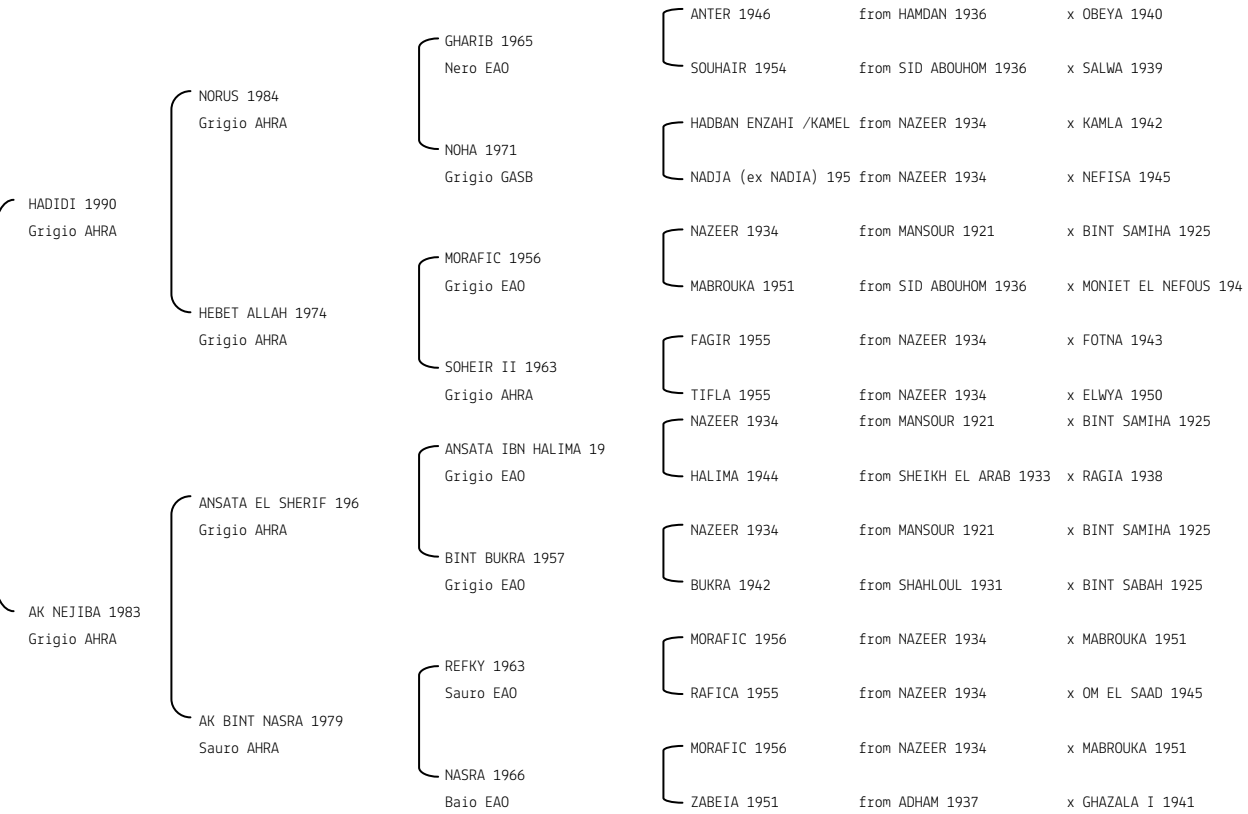 ANTER 1946 from HAMDAN 1936 x OBEYA 1940
GHARIB 1965
Nero EAO SOUHAIR 1954 from SID ABOUHOM 1936 x SALWA 1939
NORUS 1984
Grigio AHRA HADBAN ENZAHI /KAMEL from NAZEER 1934 x KAMLA 1942
NOHA 1971
Grigio GASB NADJA (ex NADIA) 195 from NAZEER 1934 x NEFISA 1945
HADIDI 1990
Grigio AHRA NAZEER 1934 from MANSOUR 1921 x BINT SAMIHA 1925
MORAFIC 1956
Grigio EAO MABROUKA 1951 from SID ABOUHOM 1936 x MONIET EL NEFOUS 194
HEBET ALLAH 1974
Grigio AHRA FAGIR 1955 from NAZEER 1934 x FOTNA 1943
SOHEIR II 1963
Grigio AHRA TIFLA 1955 from NAZEER 1934 x ELWYA 1950
NAZEER 1934 from MANSOUR 1921 x BINT SAMIHA 1925
ANSATA IBN HALIMA 19
Grigio EAO HALIMA 1944 from SHEIKH EL ARAB 1933 x RAGIA 1938
ANSATA EL SHERIF 196
Grigio AHRA NAZEER 1934 from MANSOUR 1921 x BINT SAMIHA 1925
BINT BUKRA 1957
Grigio EAO BUKRA 1942 from SHAHLOUL 1931 x BINT SABAH 1925
AK NEJIBA 1983
Grigio AHRA MORAFIC 1956 from NAZEER 1934 x MABROUKA 1951
REFKY 1963
Sauro EAO RAFICA 1955 from NAZEER 1934 x OM EL SAAD 1945
AK BINT NASRA 1979
Sauro AHRA MORAFIC 1956 from NAZEER 1934 x MABROUKA 1951
NASRA 1966
Baio EAO ZABEIA 1951 from ADHAM 1937 x GHAZALA I 1941